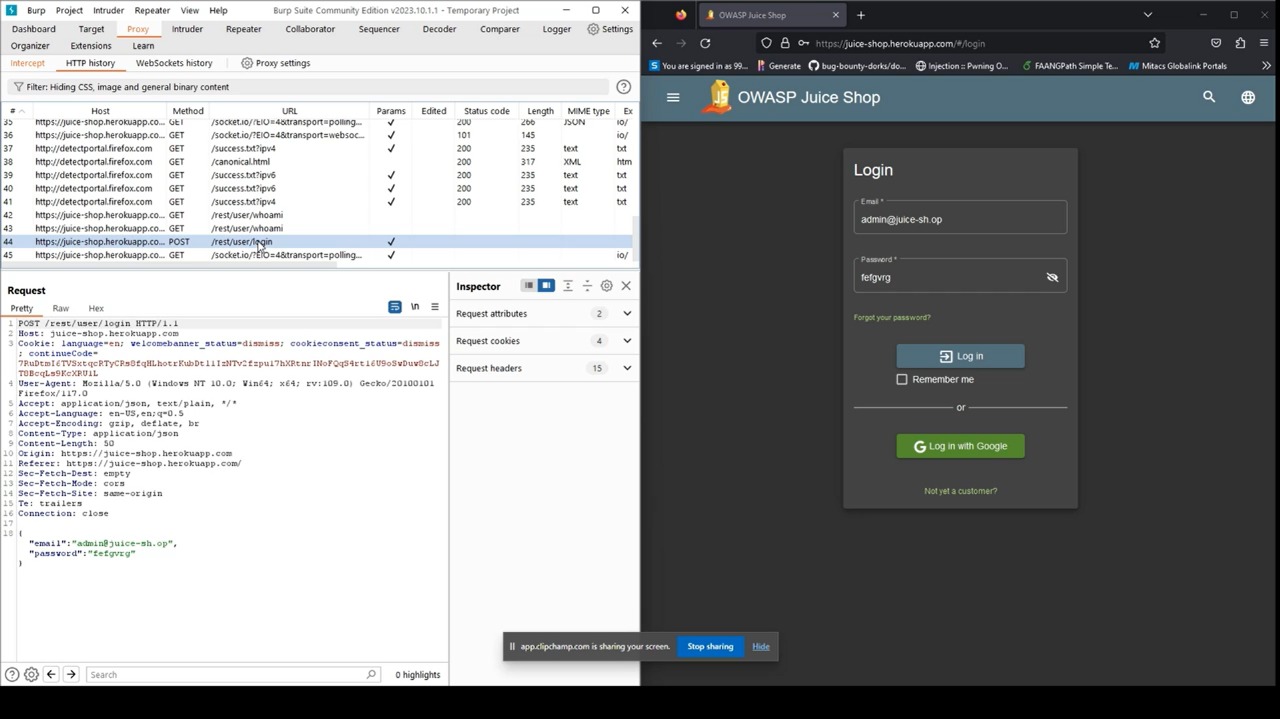 Burp Project Intruder Repeater View Help Burp Suite Community Edition v2023.10.1.1 - Temporary Project
Dashboard Target Proxy Intruder Repeater Collaborator Sequencer Decoder Comparer Logger Settings
Organizer Extensions Learn
Intercept HTTP history WebSockets history Proxy settings
Filter: Hiding CSS, image and general binary content
# Host Method URL Params Edited Status code Length MIME type Ex
35 https://juice-shop.herokuapp.co... GET /socket.io/?EIO=4&transport=polling... ✓ 200 266 JSON io/
36 https://juice-shop.herokuapp.co... GET /socket.io/?EIO=4&transport=websoc... ✓ 101 145 io/
37 http://detectportal.firefox.com GET /success.txt?ipv4 ✓ 200 235 text txt
38 http://detectportal.firefox.com GET /canonical.html 200 317 XML htm
39 http://detectportal.firefox.com GET /success.txt?ipv6 ✓ 200 235 text txt
40 http://detectportal.firefox.com GET /success.txt?ipv6 ✓ 200 235 text txt
41 http://detectportal.firefox.com GET /success.txt?ipv4 ✓ 200 235 text txt
42 https://juice-shop.herokuapp.co... GET /rest/user/whoami
43 https://juice-shop.herokuapp.co... GET /rest/user/whoami
44 https://juice-shop.herokuapp.co... POST /rest/user/login ✓
45 https://juice-shop.herokuapp.co... GET /socket.io/?EIO=4&transport=polling... ✓ io/
Request
Pretty Raw Hex
\n
1 POST /rest/user/login HTTP/1.1
2 Host: juice-shop.herokuapp.com
3 Cookie: language=en; welcomebanner_status=dismiss; cookieconsent_status=dismiss
; continueCode=
4 User-Agent: Mozilla/5.0 (Windows NT 10.0; Win64; x64; rv:109.0) Gecko/20100101
Firefox/117.0
5 Accept: application/json, text/plain, */*
6 Accept-Language: en-US,en;q=0.5
7 Accept-Encoding: gzip, deflate, br
8 Content-Type: application/json
9 Content-Length: 50
10 Origin: https://juice-shop.herokuapp.com
11 Referer: https://juice-shop.herokuapp.com/
12 Sec-Fetch-Dest: empty
13 Sec-Fetch-Mode: cors
14 Sec-Fetch-Site: same-origin
15 Te: trailers
16 Connection: close
17
18 {
"email":"admin@juice-sh.op",
"password":"fefgvrg"
}
Search 0 highlights
Inspector
Request attributes 2
Request cookies 4
Request headers 15
OWASP Juice Shop
https://juice-shop.herokuapp.com/#/login
You are signed in as 99... Generate bug-bounty-dorks/do... Injection :: Pwning O... FAANGPath Simple Te... Mitacs Globalink Portals
OWASP Juice Shop
Login
Email *
admin@juice-sh.op
Password *
fefgvrg
Forgot your password?
Log in
Remember me
or
Log in with Google
Not yet a customer?
app.clipchamp.com is sharing your screen. Stop sharing Hide